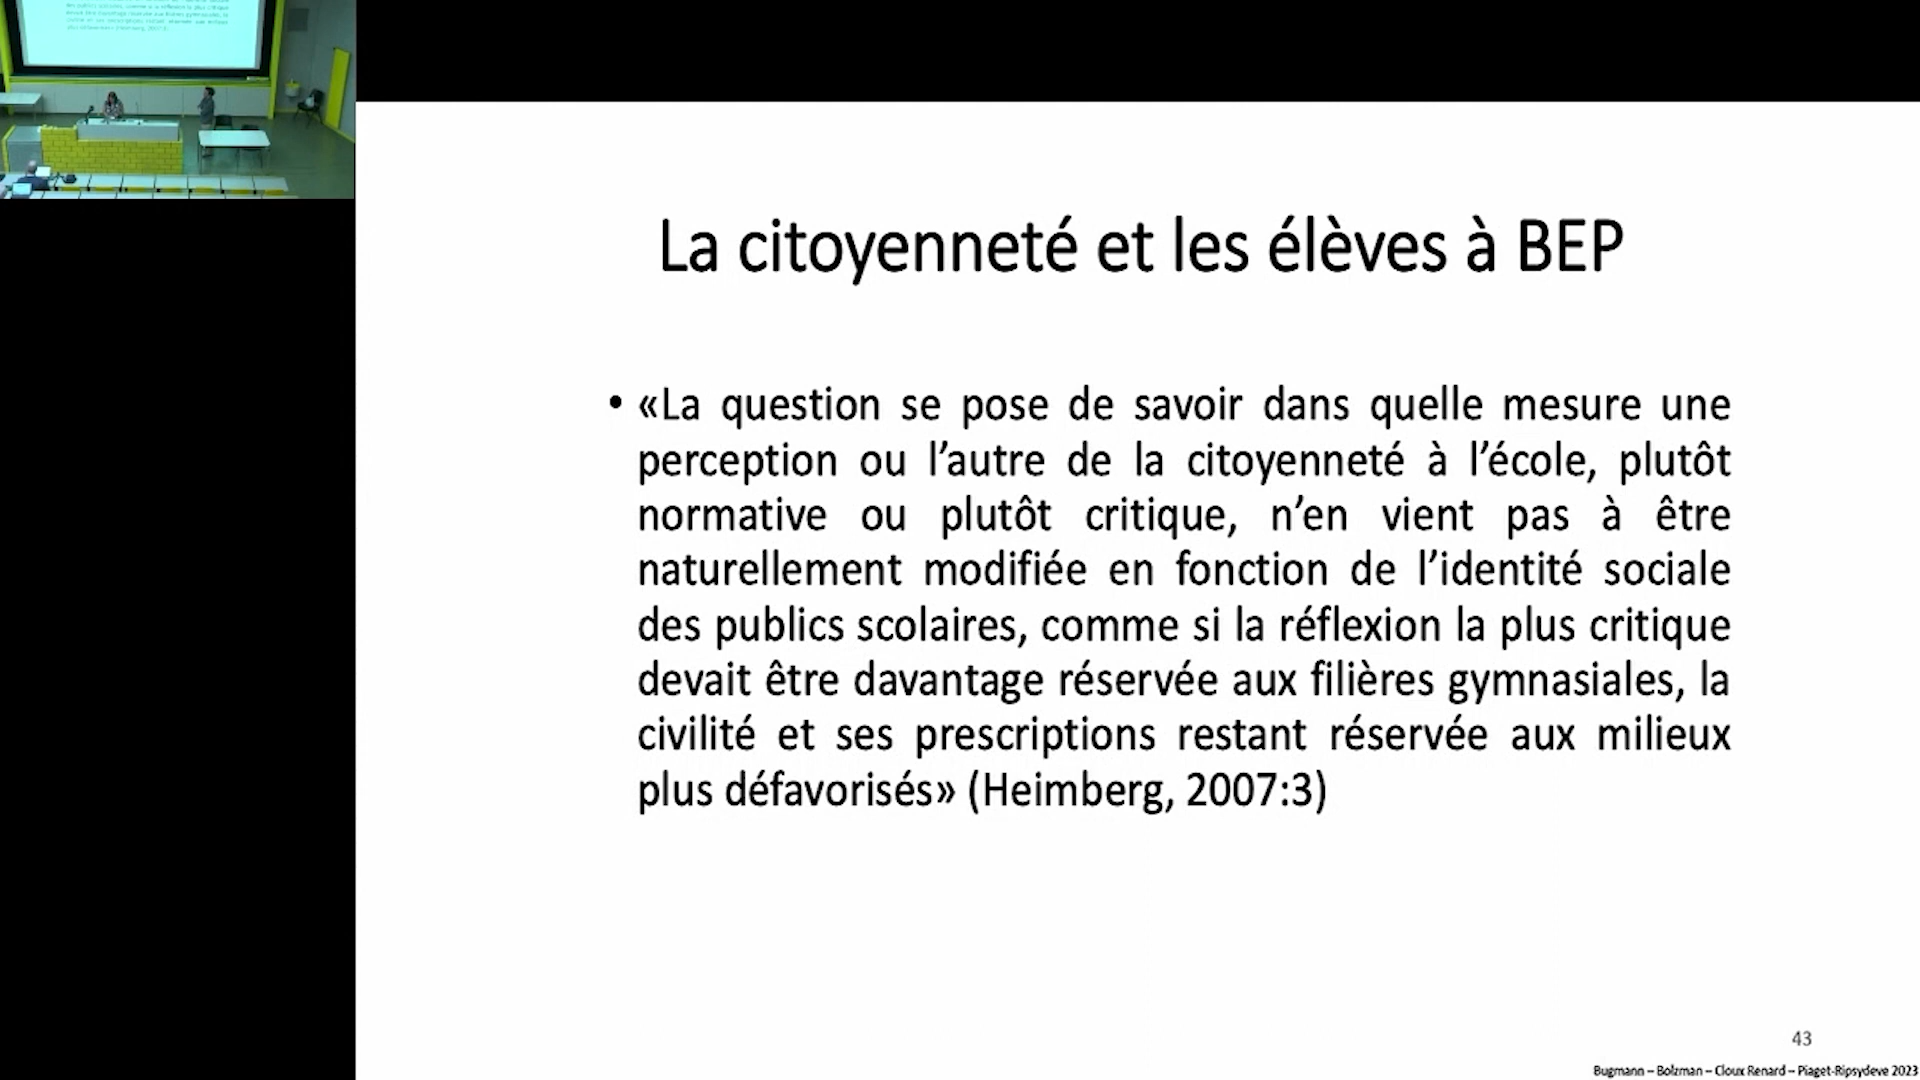 La citoyenneté et les élèves à BEP
• «La question se pose de savoir dans quelle mesure une
perception ou l’autre de la citoyenneté à l’école, plutôt
normative ou plutôt critique, n’en vient pas à être
naturellement modifiée en fonction de l’identité sociale
des publics scolaires, comme si la réflexion la plus critique
devait être davantage réservée aux filières gymnasiales, la
civilité et ses prescriptions restant réservée aux milieux
plus défavorisés» (Heimberg, 2007:3)
43
Bugmann – Bolzman – Cloux Renard – Piaget-Ripsydeve 2023